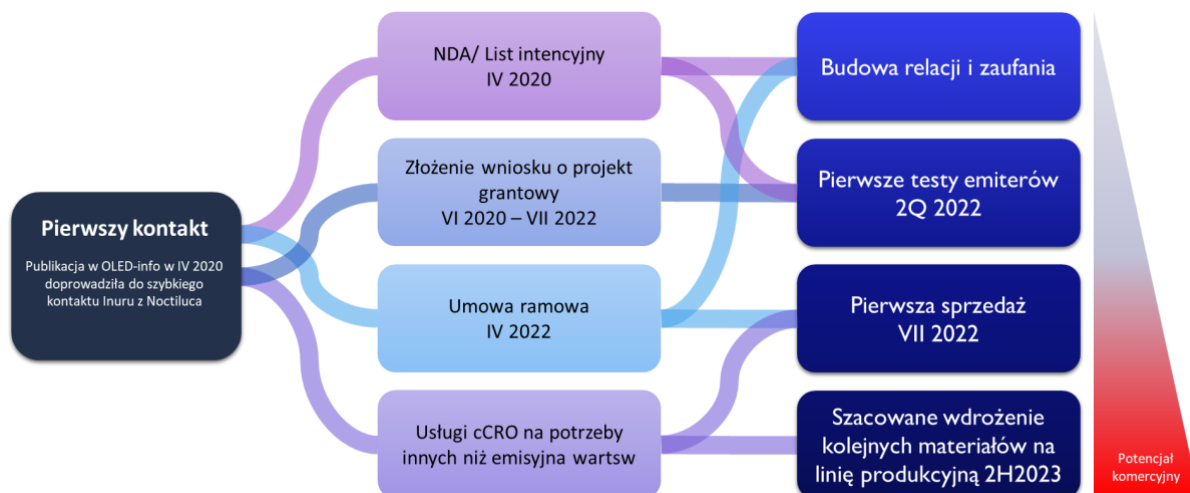 Pierwszy kontakt
Publikacja w OLED-info w IV 2020
doprowadziła do szybkiego
kontaktu Inuru z Noctiluca
NDA/ List intencyjny
IV 2020
Złożenie wniosku o projekt
grantowy
VI 2020 – VII 2022
Umowa ramowa
IV 2022
Usługi cCRO na potrzeby
innych niż emisyjna wartsw
Budowa relacji i zaufania
Pierwsze testy emiterów
2Q 2022
Pierwsza sprzedaż
VII 2022
Szacowane wdrożenie
kolejnych materiałów na
linię produkcyjną 2H2023
Potencjał
komercyjny